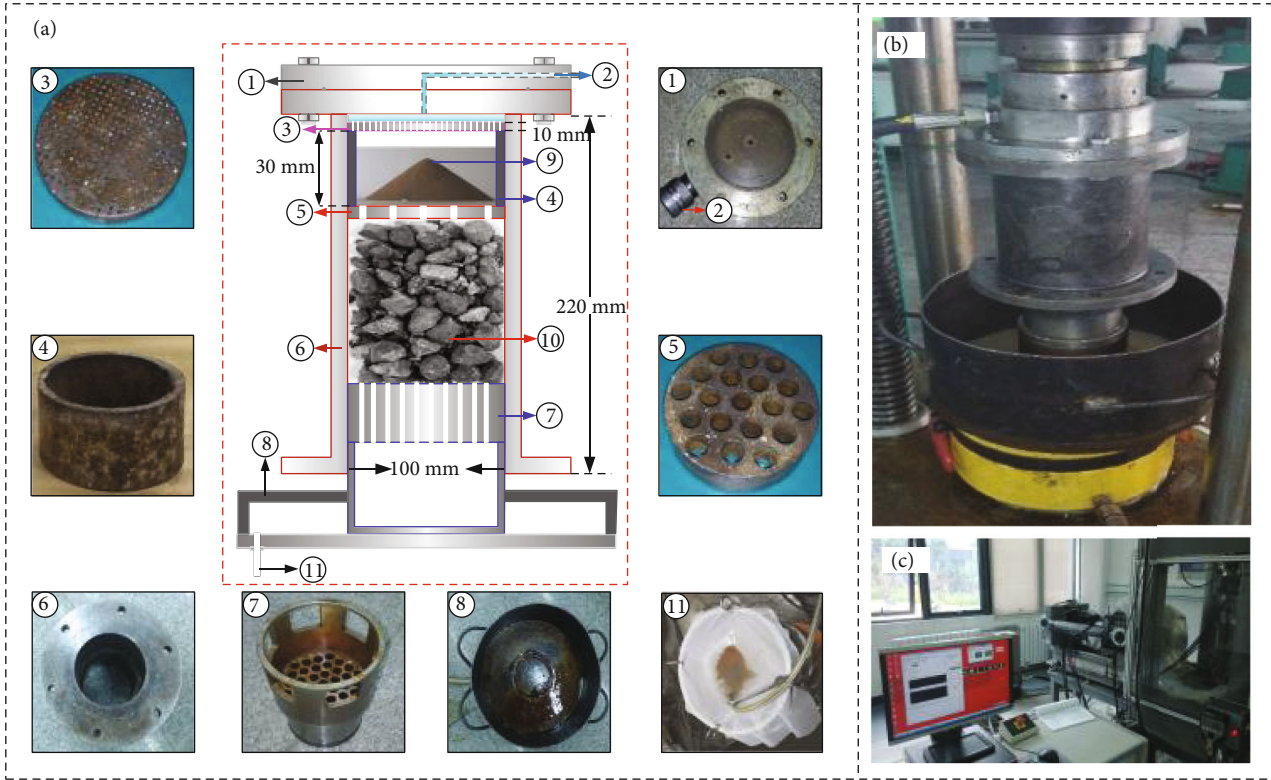 (a)
(b)
③
①
②
①
③
10 mm
②
30 mm
⑨
④
⑤
④
220 mm
⑥
⑩
⑤
⑦
⑧
100 mm
⑪
(c)
⑥
⑦
⑧
⑪